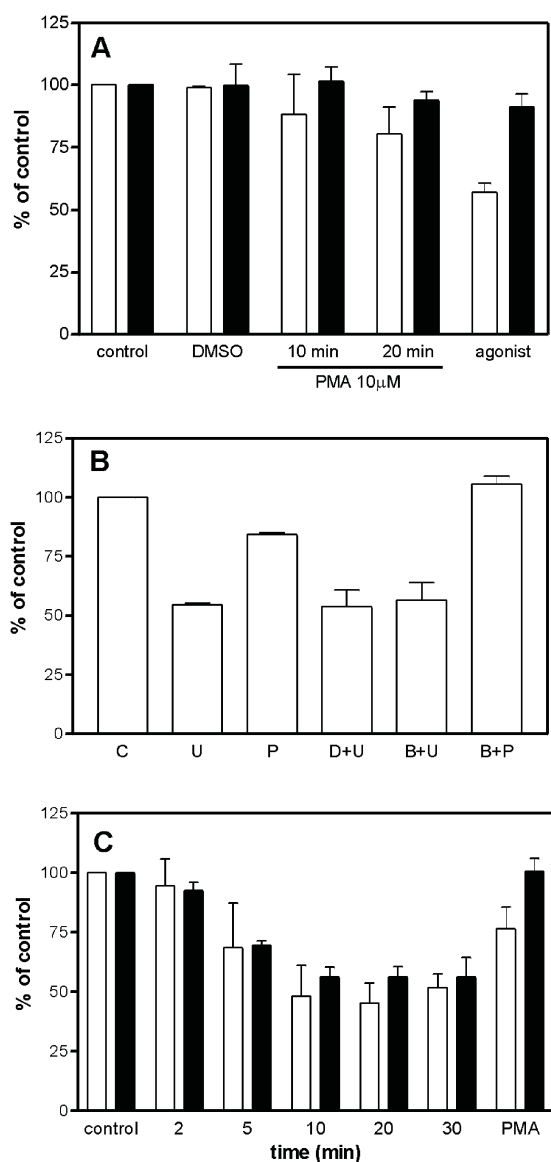 A
% of control
125
100
75
50
25
0
control DMSO 10 min 20 min agonist
PMA 10µM
B
% of control
125
100
75
50
25
0
C U P D+U B+U B+P
C
% of control
125
100
75
50
25
0
control 2 5 10 20 30 PMA
time (min)